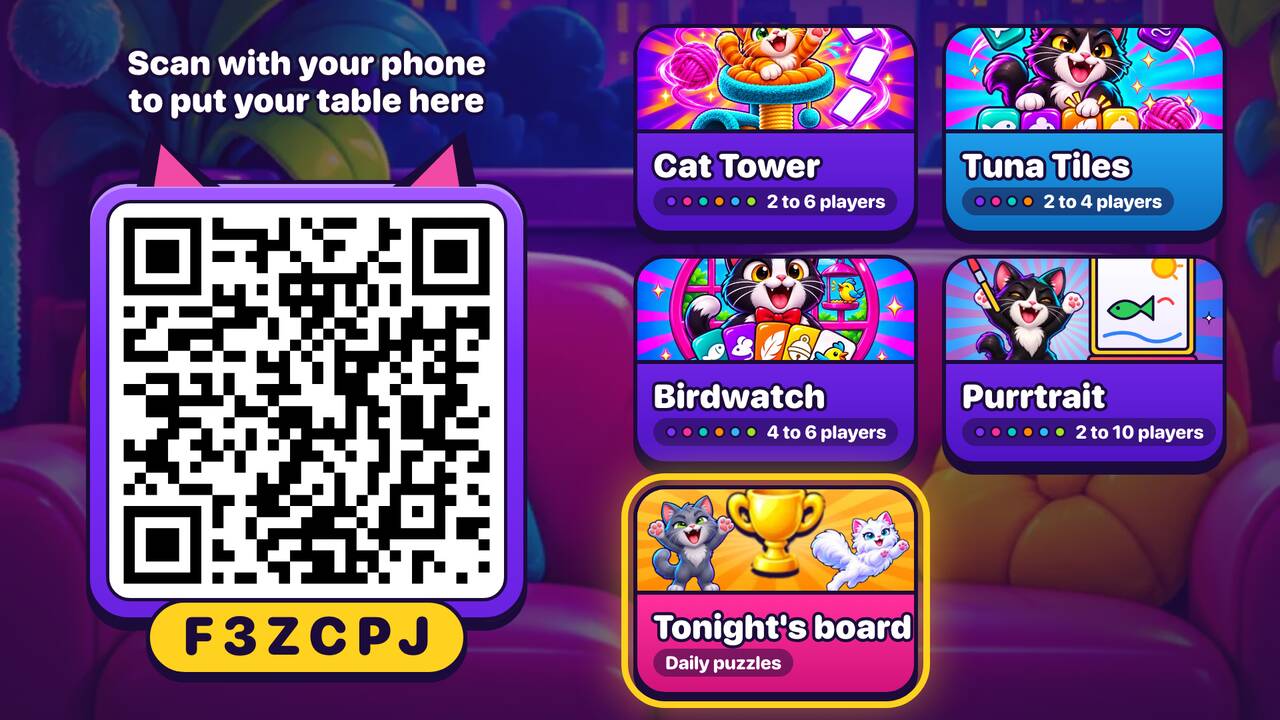 Scan with your phone
to put your table here
F3ZCPJ
Cat Tower
2 to 6 players
Tuna Tiles
2 to 4 players
Birdwatch
4 to 6 players
Purrtrait
2 to 10 players
Tonight's board
Daily puzzles